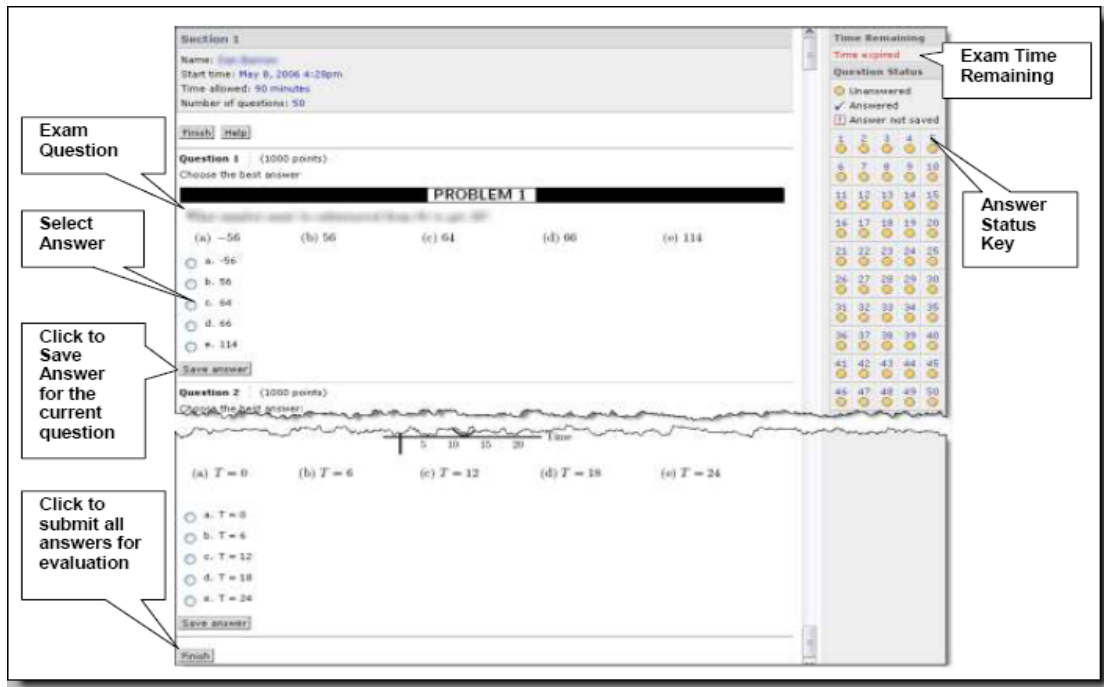 Section 1
Name:
Start time: May 8, 2006 4:28pm
Time allowed: 90 minutes
Number of questions: 50
Finish Help
Question 1 (1000 points)
Choose the best answer
PROBLEM 1
(a) −56 (b) 56 (c) 64 (d) 66 (e) 114
a. -56
b. 56
c. 64
d. 66
e. 114
Save answer
Question 2 (1000 points)
Choose the best answer:
5 10 15 20 Time
(a) T = 0 (b) T = 6 (c) T = 12 (d) T = 18 (e) T = 24
a. T = 0
b. T = 6
c. T = 12
d. T = 18
e. T = 24
Save answer
Finish
Time Remaining
Time expired
Question Status
Unanswered
Answered
Answer not saved
1 2 3 4 5
6 7 8 9 10
11 12 13 14 15
16 17 18 19 20
21 22 23 24 25
26 27 28 29 30
31 32 33 34 35
36 37 38 39 40
41 42 43 44 45
46 47 48 49 50
Exam
Question
Select
Answer
Click to
Save
Answer
for the
current
question
Click to
submit all
answers for
evaluation
Exam Time
Remaining
Answer
Status
Key